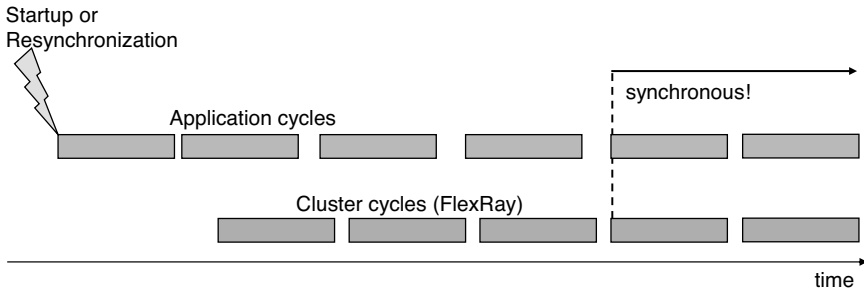 Startup or
Resynchronization
synchronous!
Application cycles
Cluster cycles (FlexRay)
time